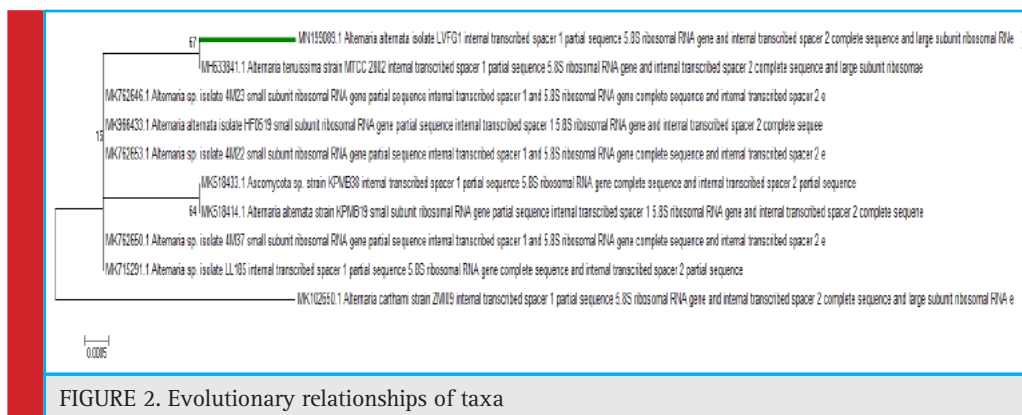 67
MN199089.1 Alternaria alternata isolate LVFG1 internal transcribed spacer 1 partial sequence 5.8S ribosomal RNA gene and internal transcribed spacer 2 complete sequence and large subunit ribosomal RNAe
MH633841.1 Alternaria tenuissima strain MTCC 2802 internal transcribed spacer 1 partial sequence 5.8S ribosomal RNA gene and internal transcribed spacer 2 complete sequence and large subunit ribosomae
MK762646.1 Alternaria sp. isolate 4M23 small subunit ribosomal RNA gene partial sequence internal transcribed spacer 1 and 5.8S ribosomal RNA gene complete sequence and internal transcribed spacer 2 e
MK966433.1 Alternaria alternata isolate HF0519 small subunit ribosomal RNA gene partial sequence internal transcribed spacer 1 5.8S ribosomal RNA gene and internal transcribed spacer 2 complete sequee
15
MK762653.1 Alternaria sp. isolate 4M22 small subunit ribosomal RNA gene partial sequence internal transcribed spacer 1 and 5.8S ribosomal RNA gene complete sequence and internal transcribed spacer 2 e
MK518433.1 Ascomycota sp. strain KPMB38 internal transcribed spacer 1 partial sequence 5.8S ribosomal RNA gene complete sequence and internal transcribed spacer 2 partial sequence
64
MK518414.1 Alternaria alternata strain KPMB19 small subunit ribosomal RNA gene partial sequence internal transcribed spacer 1 5.8S ribosomal RNA gene and internal transcribed spacer 2 complete sequene
MK762650.1 Alternaria sp. isolate 4M37 small subunit ribosomal RNA gene partial sequence internal transcribed spacer 1 and 5.8S ribosomal RNA gene complete sequence and internal transcribed spacer 2 e
MK715291.1 Alternaria sp. isolate LL185 internal transcribed spacer 1 partial sequence 5.8S ribosomal RNA gene complete sequence and internal transcribed spacer 2 partial sequence
MK102650.1 Alternaria carthami strain internal transcribed spacer 1 partial sequence 5.8S ribosomal RNA gene and internal transcribed spacer 2 complete sequence and large subunit ribosomal RNA e
0.0005
FIGURE 2. Evolutionary relationships of taxa